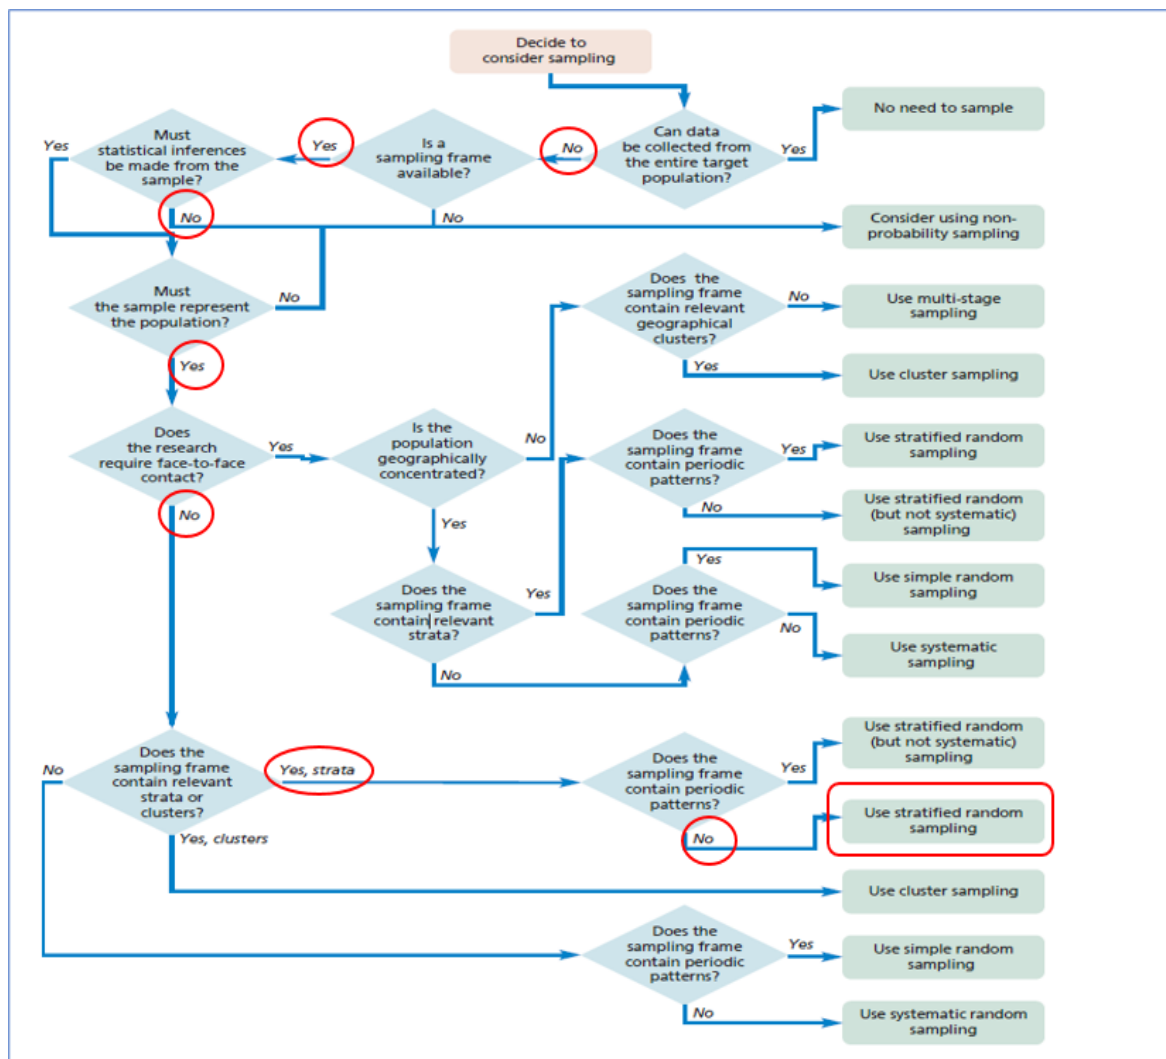 Decide to
consider sampling
Can data
be collected from
the entire target
population?
Yes
No need to sample
No
Is a
sampling frame
available?
Yes
No
Must
statistical inferences
be made from the
sample?
Yes
No
Consider using non-
probability sampling
Must
the sample represent
the population?
No
Yes
Does the
sampling frame
contain relevant
geographical
clusters?
No
Use multi-stage
sampling
Yes
Use cluster sampling
Does
the research
require face-to-face
contact?
Yes
No
Is the
population
geographically
concentrated?
No
Yes
Does the
sampling frame
contain periodic
patterns?
Yes
Use stratified random
sampling
No
Use stratified random
(but not systematic)
sampling
Does the
sampling frame
contain relevant
strata?
Yes
No
Does the
sampling frame
contain periodic
patterns?
Yes
Use simple random
sampling
No
Use systematic
sampling
Does the
sampling frame
contain relevant
strata or
clusters?
No
Yes, strata
Yes, clusters
Does the
sampling frame
contain periodic
patterns?
Yes
Use stratified random
(but not systematic)
sampling
No
Use stratified random
sampling
Use cluster sampling
Does the
sampling frame
contain periodic
patterns?
Yes
Use simple random
sampling
No
Use systematic random
sampling